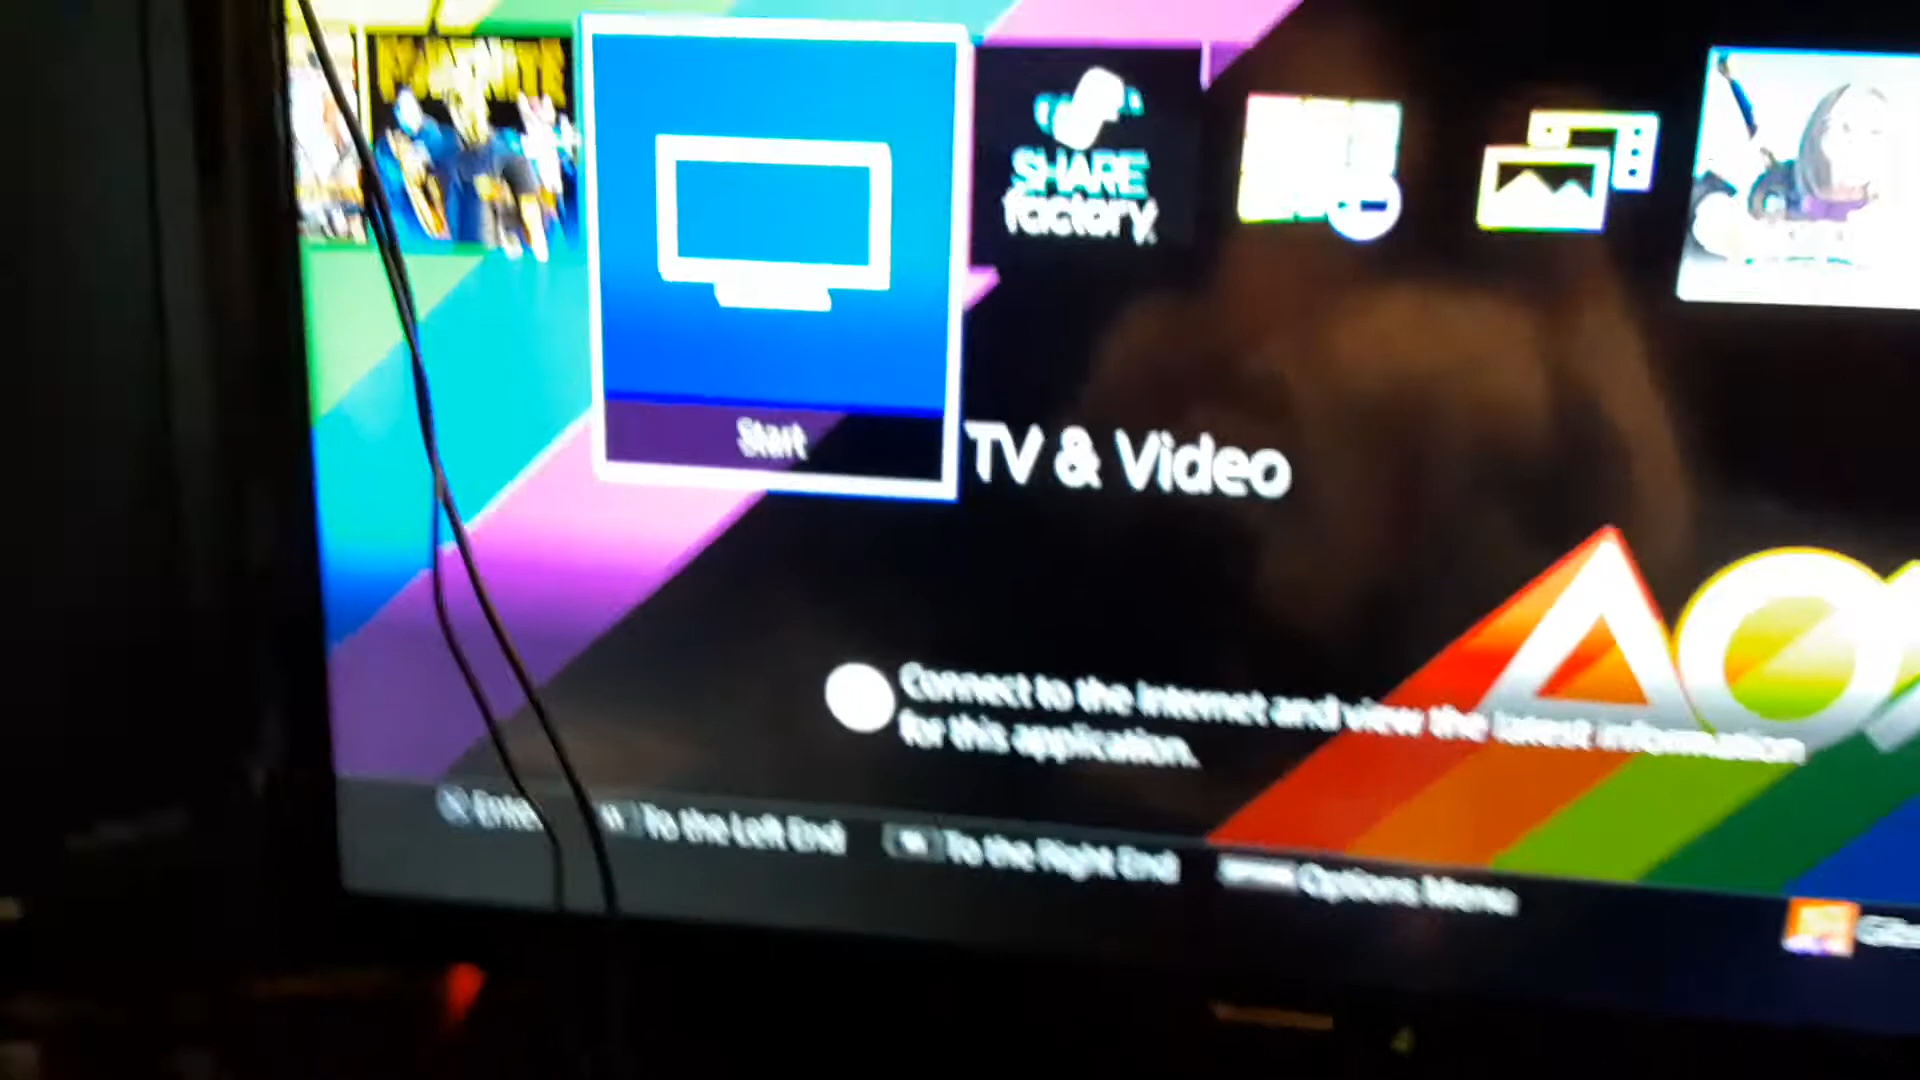 FORTNITE
SHARE
factory.
Start
TV & Video
Connect to the Internet and view the latest information
for this application.
Enter
To the Left End
To the Right End
Options Menu